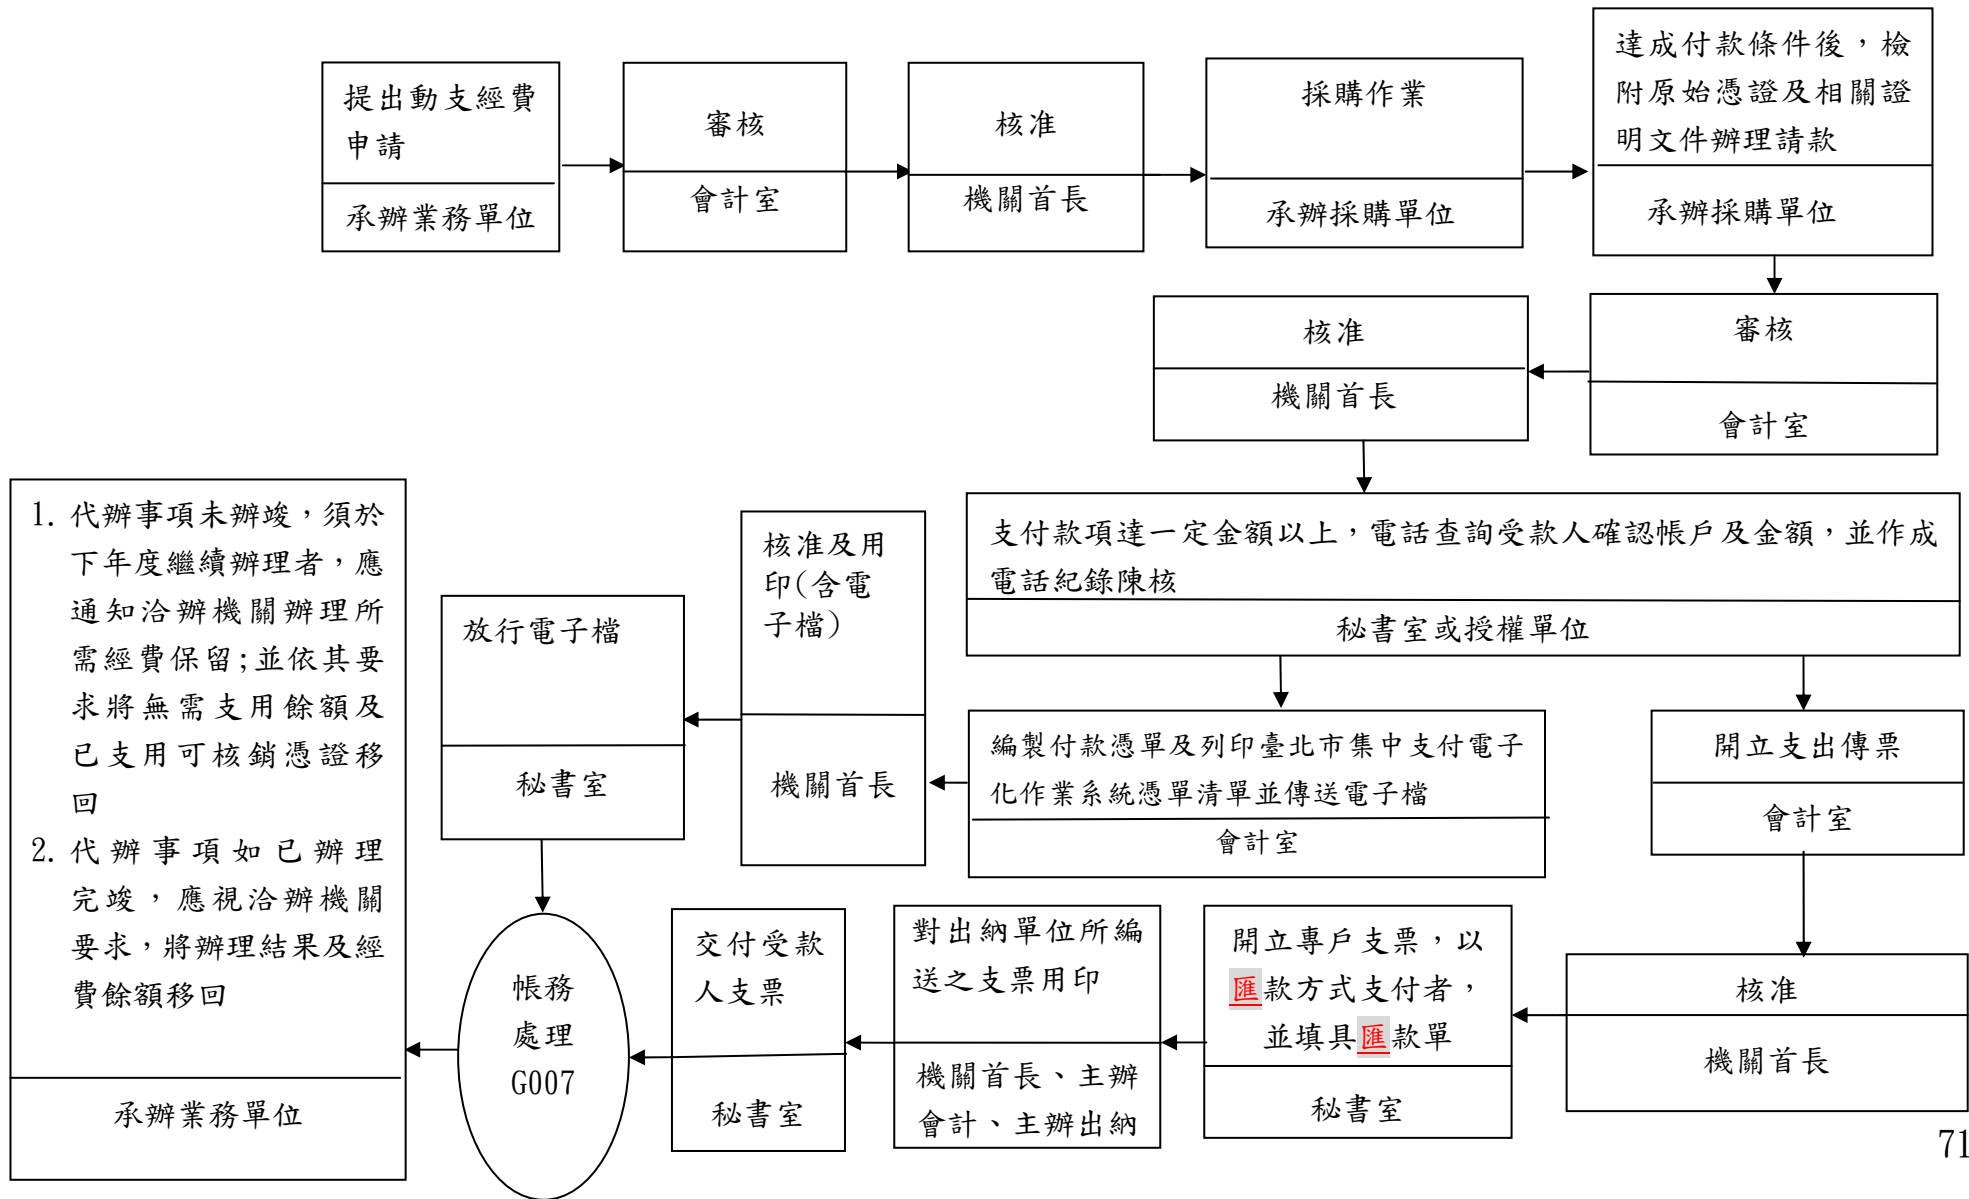 提出動支經費
申請
承辦業務單位
審核
會計室
核准
機關首長
採購作業
承辦採購單位
達成付款條件後，檢
附原始憑證及相關證
明文件辦理請款
承辦採購單位
審核
會計室
核准
機關首長
支付款項達一定金額以上，電話查詢受款人確認帳戶及金額，並作成
電話紀錄陳核
秘書室或授權單位
編製付款憑單及列印臺北市集中支付電子
化作業系統憑單清單並傳送電子檔
會計室
核准及用
印(含電
子檔)
機關首長
放行電子檔
秘書室
開立支出傳票
會計室
核准
機關首長
開立專戶支票，以
匯款方式支付者，
並填具匯款單
秘書室
對出納單位所編
送之支票用印
機關首長、主辦
會計、主辦出納
交付受款
人支票
秘書室
帳務
處理
G007
1. 代辦事項未辦竣，須於
下年度繼續辦理者，應
通知洽辦機關辦理所
需經費保留;並依其要
求將無需支用餘額及
已支用可核銷憑證移
回
2. 代辦事項如已辦理
完竣，應視洽辦機關
要求，將辦理結果及經
費餘額移回
承辦業務單位
71